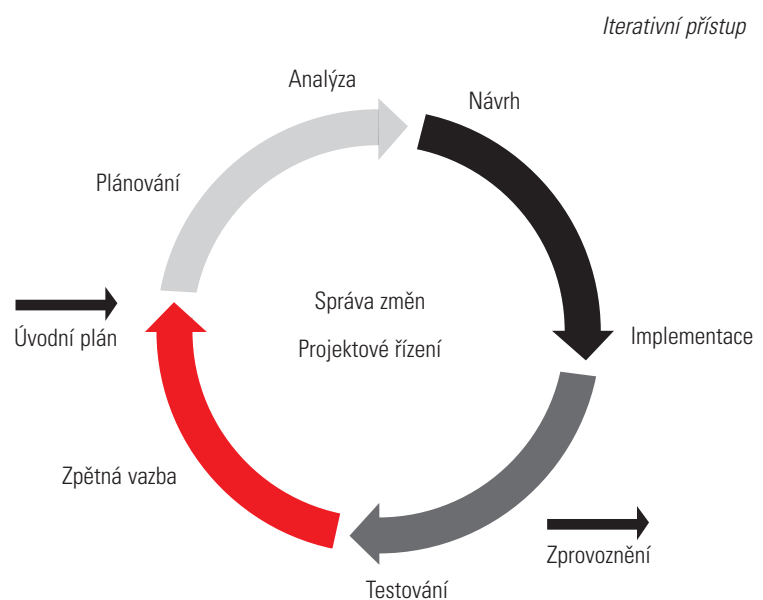 Iterativní přístup
Analýza
Návrh
Plánování
Správa změn
Úvodní plán
Implementace
Projektové řízení
Zpětná vazba
Zprovoznění
Testování